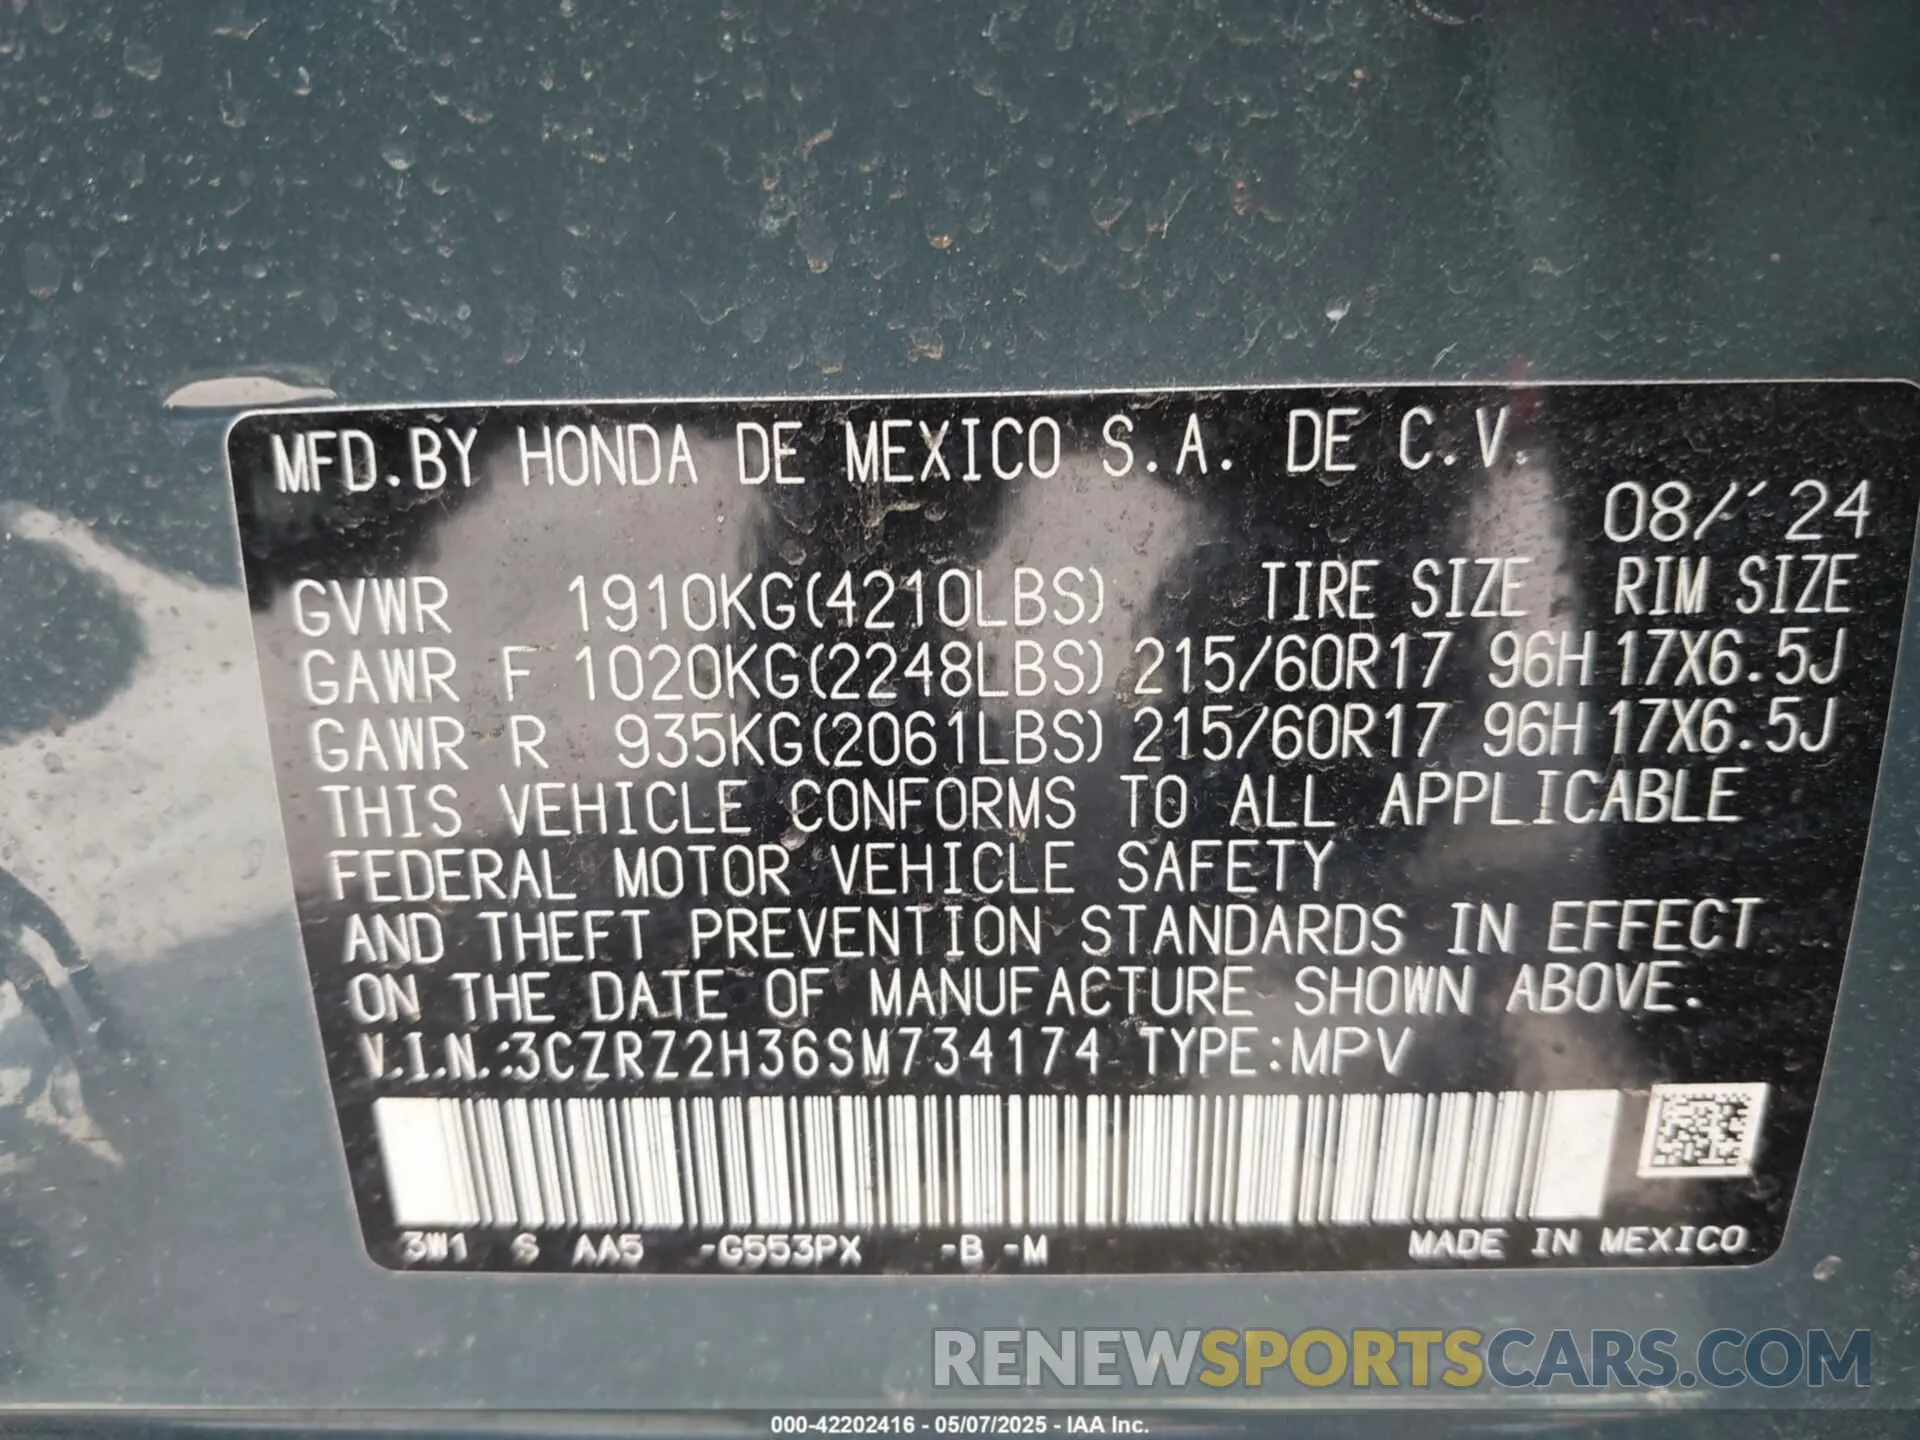 MFD.BY HONDA DE MEXICO S.A. DE C.V.
08/'24
GVWR 1910KG(4210LBS) TIRE SIZE RIM SIZE
GAWR F 1020KG(2248LBS) 215/60R17 96H 17X6.5J
GAWR R 935KG(2061LBS) 215/60R17 96H 17X6.5J
THIS VEHICLE CONFORMS TO ALL APPLICABLE
FEDERAL MOTOR VEHICLE SAFETY
AND THEFT PREVENTION STANDARDS IN EFFECT
ON THE DATE OF MANUFACTURE SHOWN ABOVE.
V.I.N.:3CZRZ2H36SM734174 TYPE:MPV
3W1 S AA5 -G553PX -B -M MADE IN MEXICO
RENEWSPORTSCARS.COM
000-42202416 - 05/07/2025 - IAA Inc.